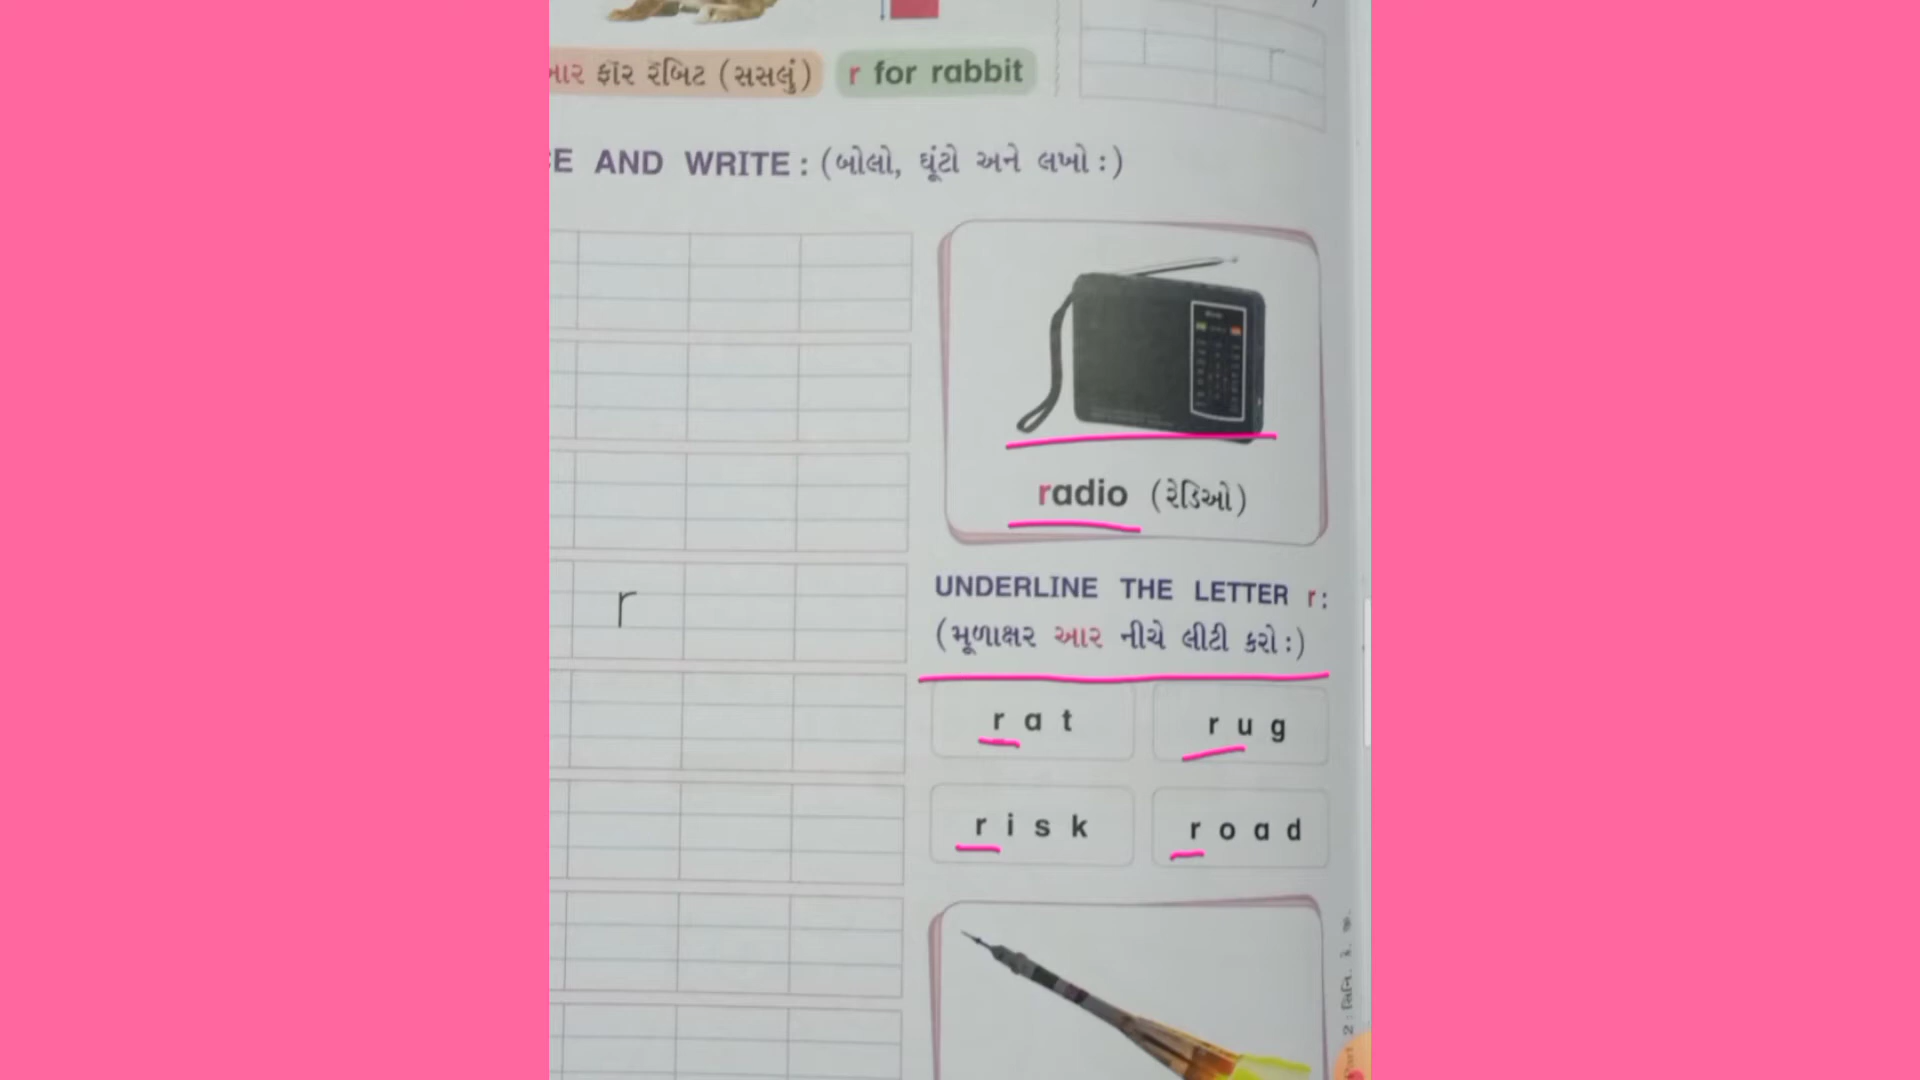 આર ફૉર રૅબિટ (સસલું) r for rabbit
r
AND WRITE : (બોલો, ઘૂંટો અને લખો :)
radio (રેડિઓ)
r
UNDERLINE THE LETTER r :
(મૂળાક્ષર આર નીચે લીટી કરો :)
r a t r u g
r i s k r o a d